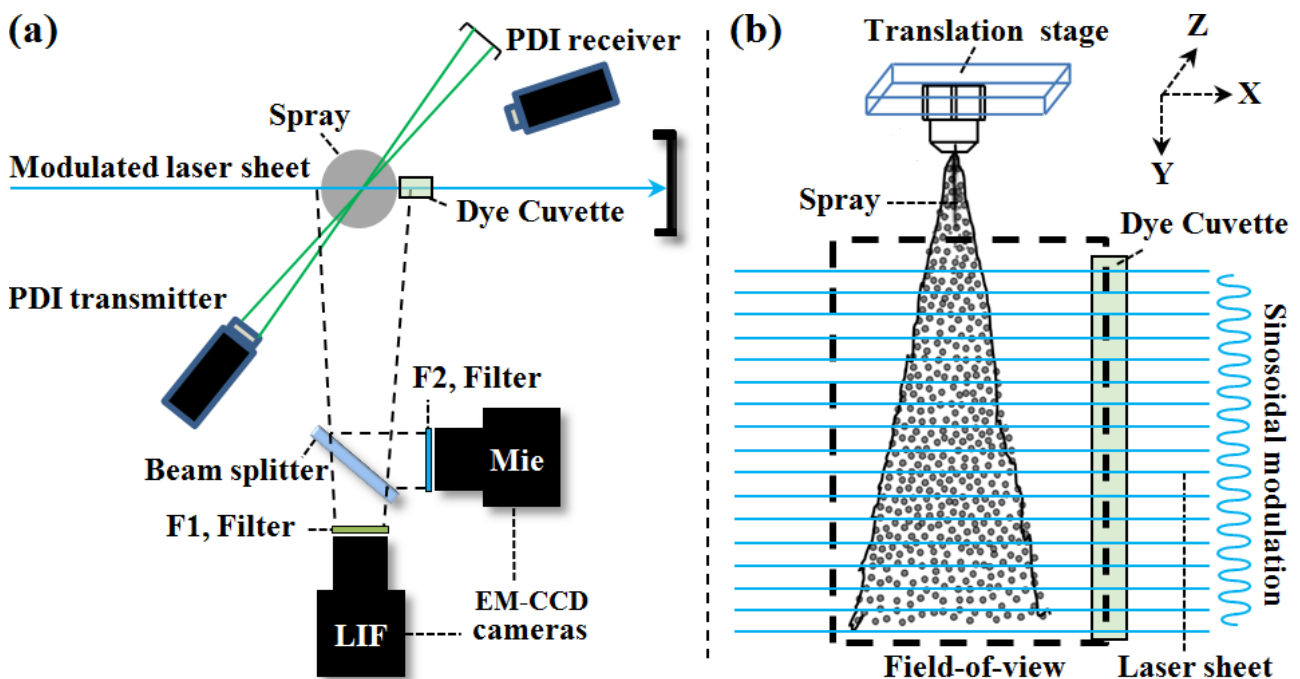 (a)
PDI receiver
Spray
Modulated laser sheet
Dye Cuvette
PDI transmitter
F2, Filter
Mie
Beam splitter
F1, Filter
EM-CCD
cameras
LIF
(b)
Translation stage
Z
X
Y
Spray
Dye Cuvette
Sinosoidal modulation
Field-of-view
Laser sheet